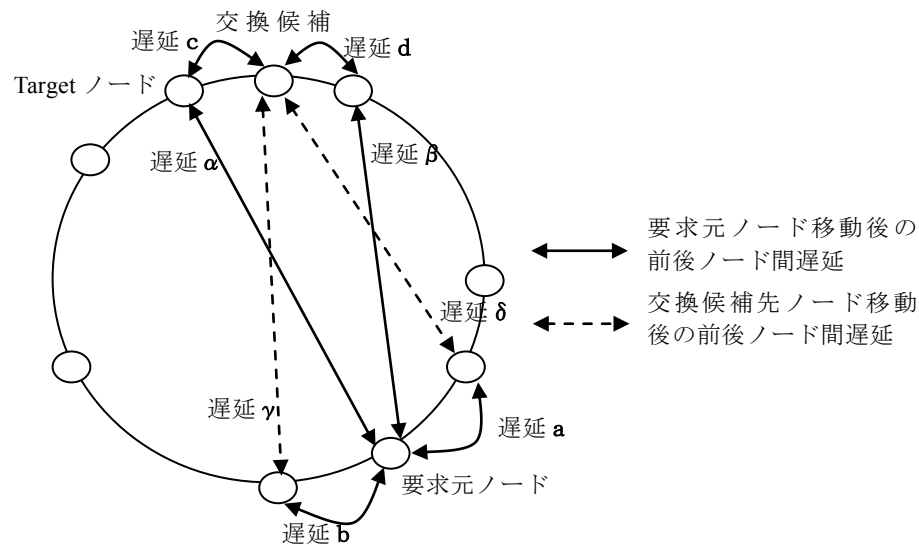 交換候補
遅延 c
遅延 d
Target ノード
遅延 α
遅延 β
要求元ノード移動後の
前後ノード間遅延
遅延 δ
交換候補先ノード移動
後の前後ノード間遅延
遅延 γ
遅延 a
要求元ノード
遅延 b